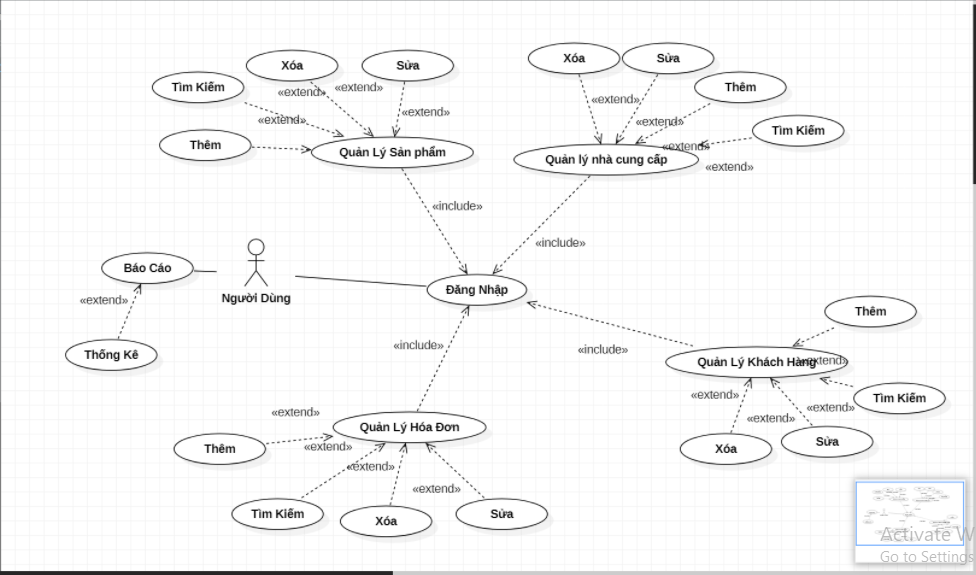 Xóa
Sửa
Tìm Kiếm
«extend»
«extend»
«extend»
«extend»
Thêm
Quản Lý Sản phẩm
Xóa
Sửa
Thêm
«extend»
«extend»
Tìm Kiếm
«extend»
«extend»
Quản lý nhà cung cấp
«include»
«include»
Báo Cáo
Người Dùng
«extend»
Thống Kê
Đăng Nhập
«include»
«include»
Thêm
Quản Lý Khách Hàng
«extend»
«extend»
Tìm Kiếm
«extend»
«extend»
Xóa
Sửa
«extend»
Quản Lý Hóa Đơn
Thêm
«extend»
«extend»
«extend»
Tìm Kiếm
Xóa
Sửa
Activate W
Go to Settings